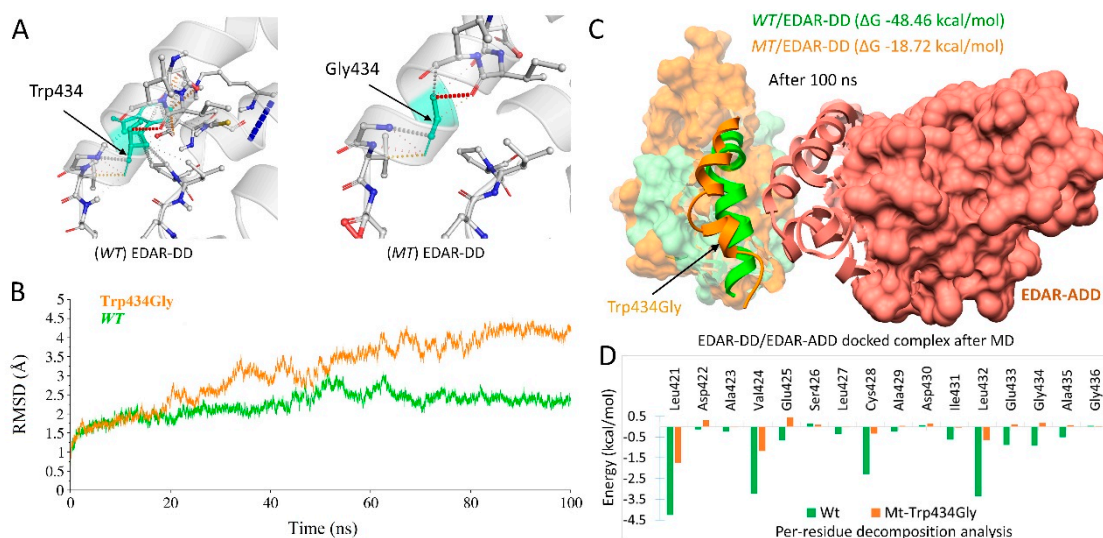 A
Trp434
(WT) EDAR-DD
Gly434
(MT) EDAR-DD
B
Trp434Gly
WT
RMSD (Å)
5
4.5
4
3.5
3
2.5
2
1.5
1
0.5
0
0 20 40 60 80 100
Time (ns)
C
WT/EDAR-DD (ΔG -48.46 kcal/mol)
MT/EDAR-DD (ΔG -18.72 kcal/mol)
After 100 ns
Trp434Gly
EDAR-ADD
EDAR-DD/EDAR-ADD docked complex after MD
D
Leu421 Asp422 Ala423 Val424 Glu425 Ser426 Leu427 Cys428 Ala429 Asp430 Ile431 Leu432 Glu433 Gly434 Ala435 Gly436
Energy (kcal/mol)
0.5
-0.5
-1.5
-2.5
-3.5
-4.5
Wt Mt-Trp434Gly
Per-residue decomposition analysis